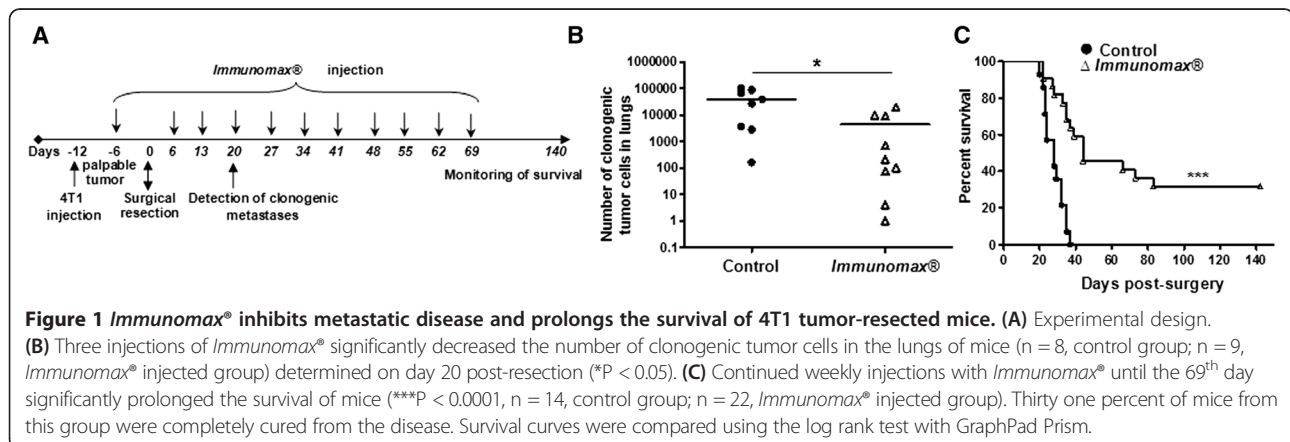 A
Immunomax® injection
Days -12 -6 0 6 13 20 27 34 41 48 55 62 69 140
palpable
tumor
Monitoring of survival
4T1
injection
Surgical
resection
Detection of clonogenic
metastases
B
Number of clonogenic
tumor cells in lungs
1000000
100000
10000
1000
100
10
1
0.1
*
Control
Immunomax®
C
Control
Immunomax®
Percent survival
100
80
60
40
20
0
***
0 20 40 60 80 100 120 140
Days post-surgery
Figure 1 Immunomax® inhibits metastatic disease and prolongs the survival of 4T1 tumor-resected mice. (A) Experimental design.
(B) Three injections of Immunomax® significantly decreased the number of clonogenic tumor cells in the lungs of mice (n = 8, control group; n = 9,
Immunomax® injected group) determined on day 20 post-resection (*P < 0.05). (C) Continued weekly injections with Immunomax® until the 69th day
significantly prolonged the survival of mice (***P < 0.0001, n = 14, control group; n = 22, Immunomax® injected group). Thirty one percent of mice from
this group were completely cured from the disease. Survival curves were compared using the log rank test with GraphPad Prism.